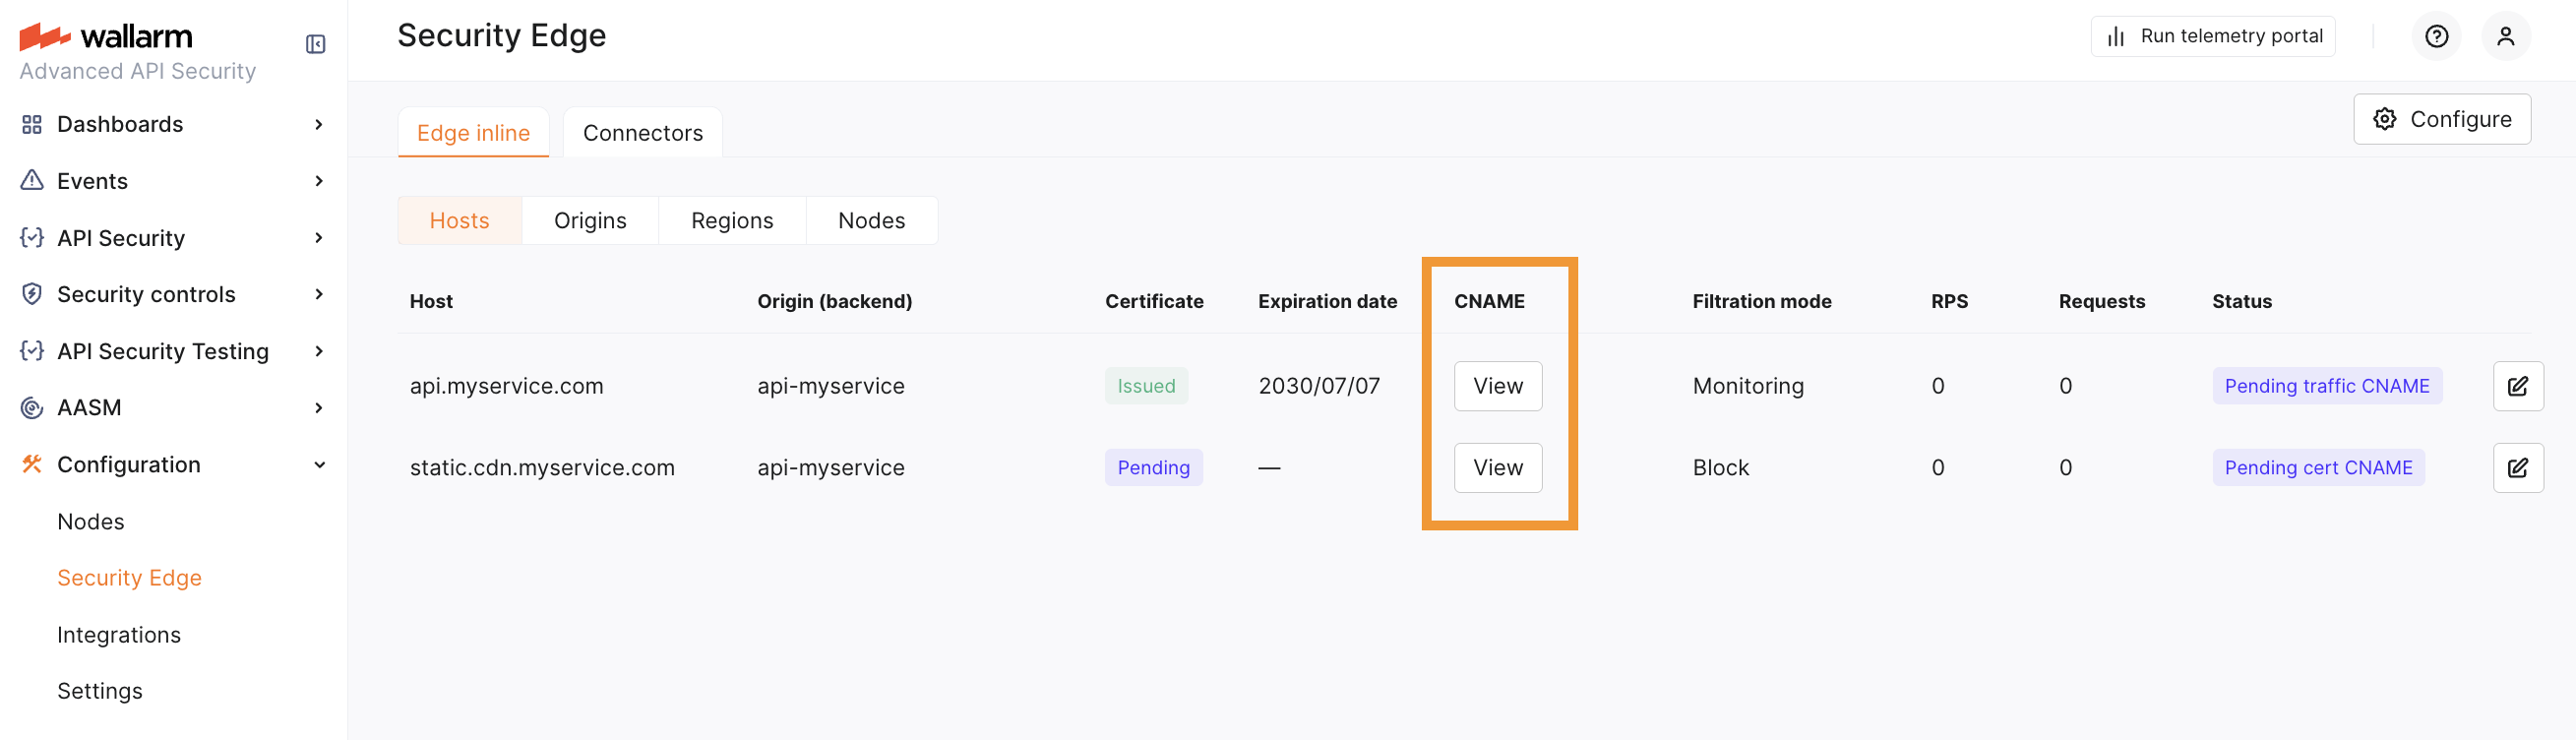 wallarm
Advanced API Security
Dashboards
Events
API Security
Security controls
API Security Testing
AASM
Configuration
Nodes
Security Edge
Integrations
Settings
Security Edge
Run telemetry portal
Edge inline Connectors
Configure
Hosts Origins Regions Nodes
Host Origin (backend) Certificate Expiration date CNAME Filtration mode RPS Requests Status
api.myservice.com api-myservice Issued 2030/07/07 View Monitoring 0 0 Pending traffic CNAME
static.cdn.myservice.com api-myservice Pending — View Block 0 0 Pending cert CNAME